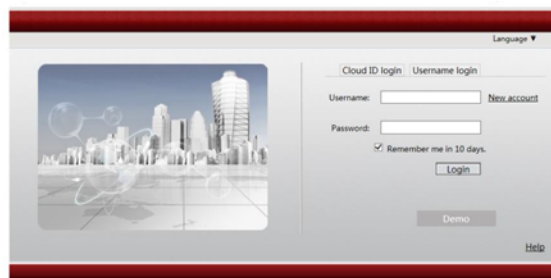 Language ▼
Cloud ID login Username login
Username: New account
Password:
Remember me in 10 days.
Login
Demo
Help